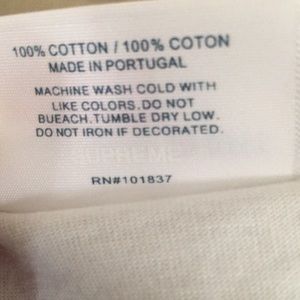 100% COTTON / 100% COTON
MADE IN PORTUGAL
MACHINE WASH COLD WITH
LIKE COLORS.DO NOT
BUEACH.TUMBLE DRY LOW.
DO NOT IRON IF DECORATED.
SUPREME
RN#101837